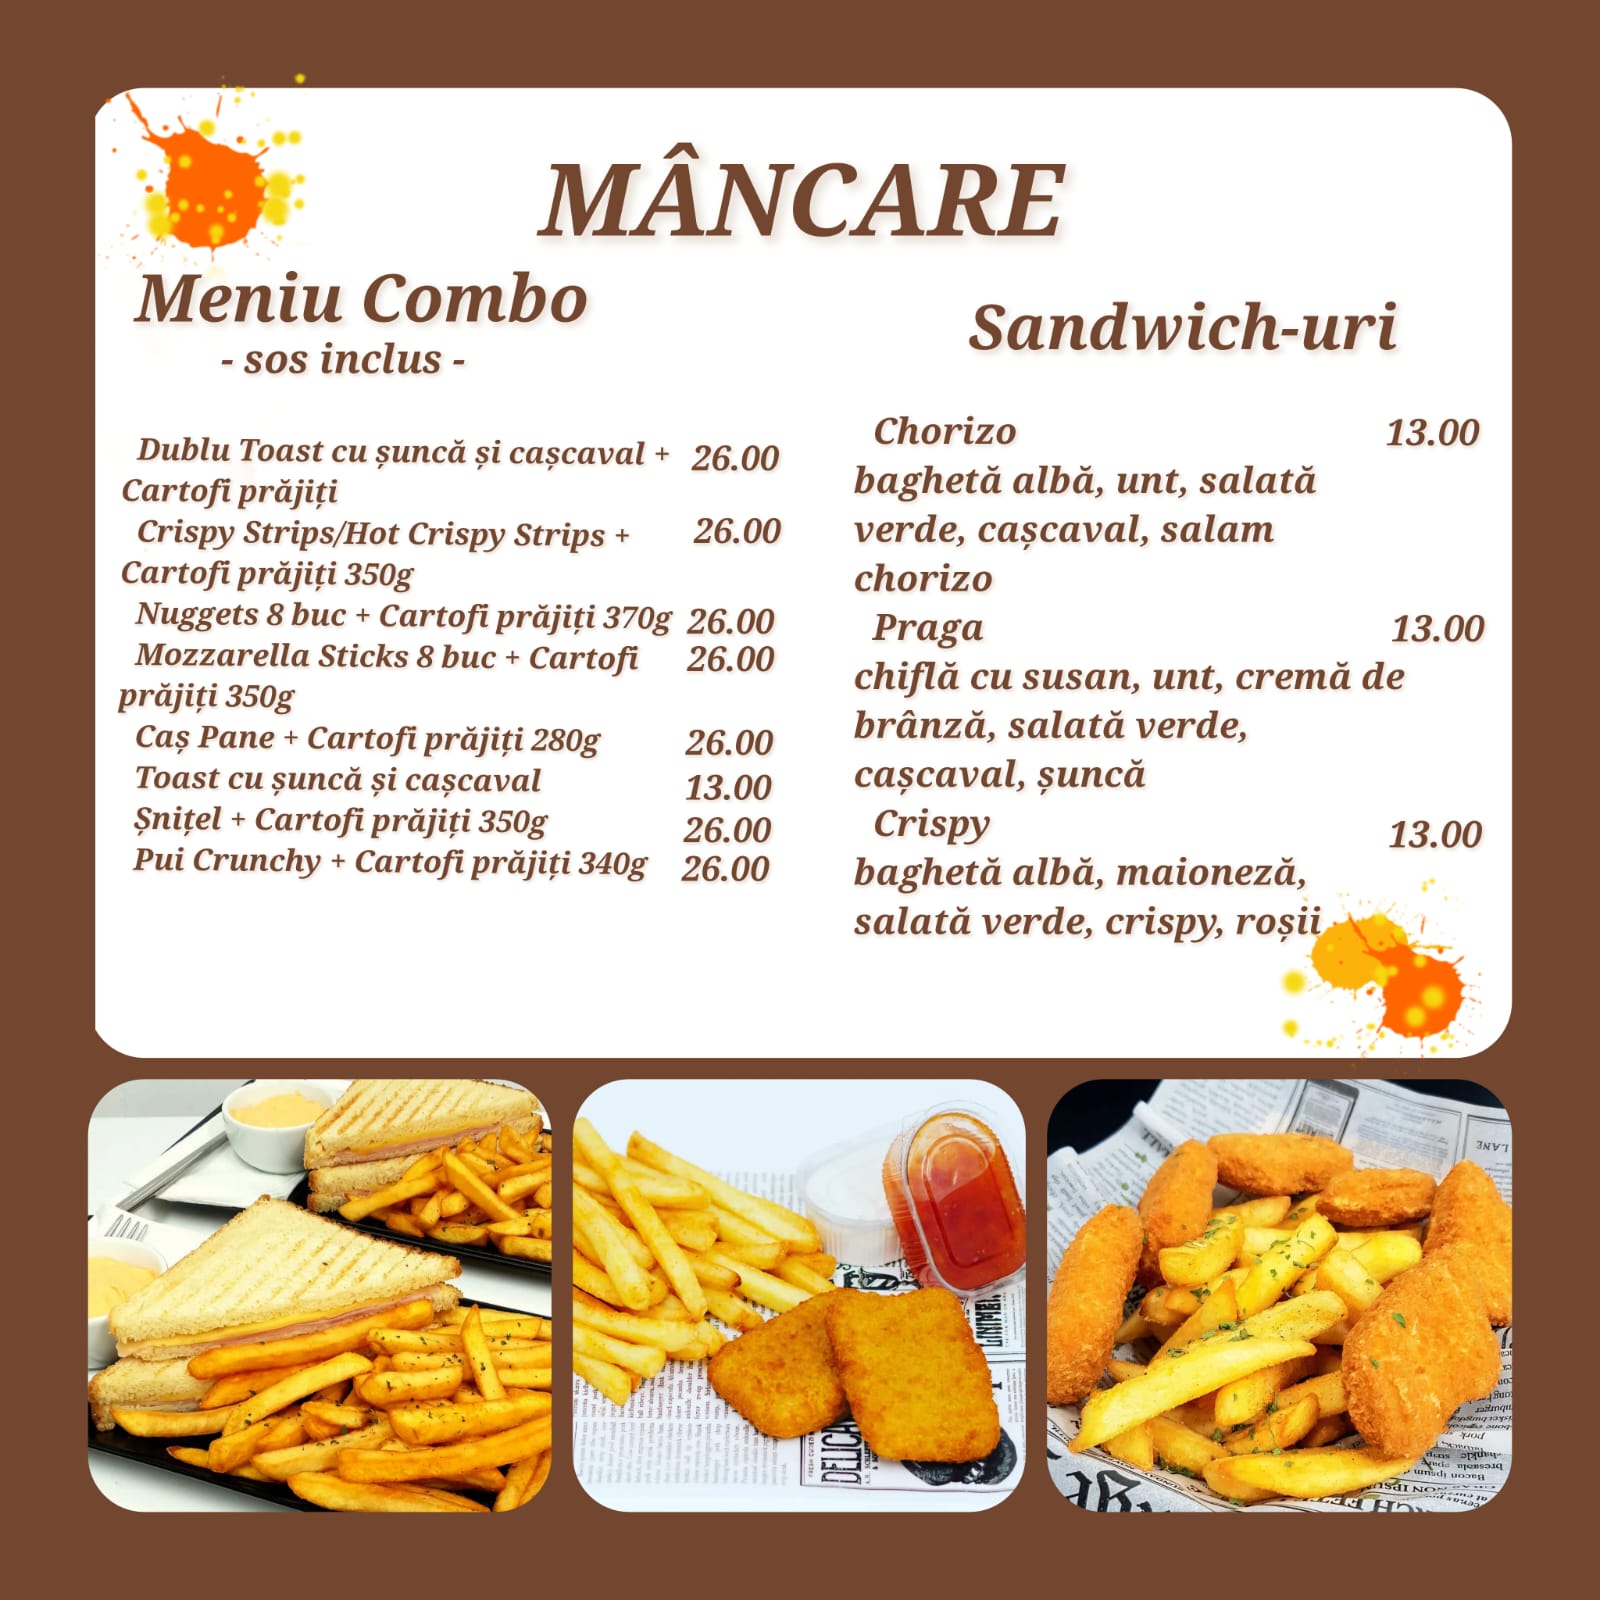 MÂNCARE
Meniu Combo
- sos inclus -
Dublu Toast cu șuncă și cașcaval + 26.00
Cartofi prăjiți
Crispy Strips/Hot Crispy Strips + 26.00
Cartofi prăjiți 350g
Nuggets 8 buc + Cartofi prăjiți 370g 26.00
Mozzarella Sticks 8 buc + Cartofi 26.00
prăjiți 350g
Caș Pane + Cartofi prăjiți 280g 26.00
Toast cu șuncă și cașcaval 13.00
Șnițel + Cartofi prăjiți 350g 26.00
Pui Crunchy + Cartofi prăjiți 340g 26.00
Sandwich-uri
Chorizo 13.00
baghetă albă, unt, salată
verde, cașcaval, salam
chorizo
Praga 13.00
chiflă cu susan, unt, cremă de
brânză, salată verde,
cașcaval, șuncă
Crispy 13.00
baghetă albă, maioneză,
salată verde, crispy, roșii